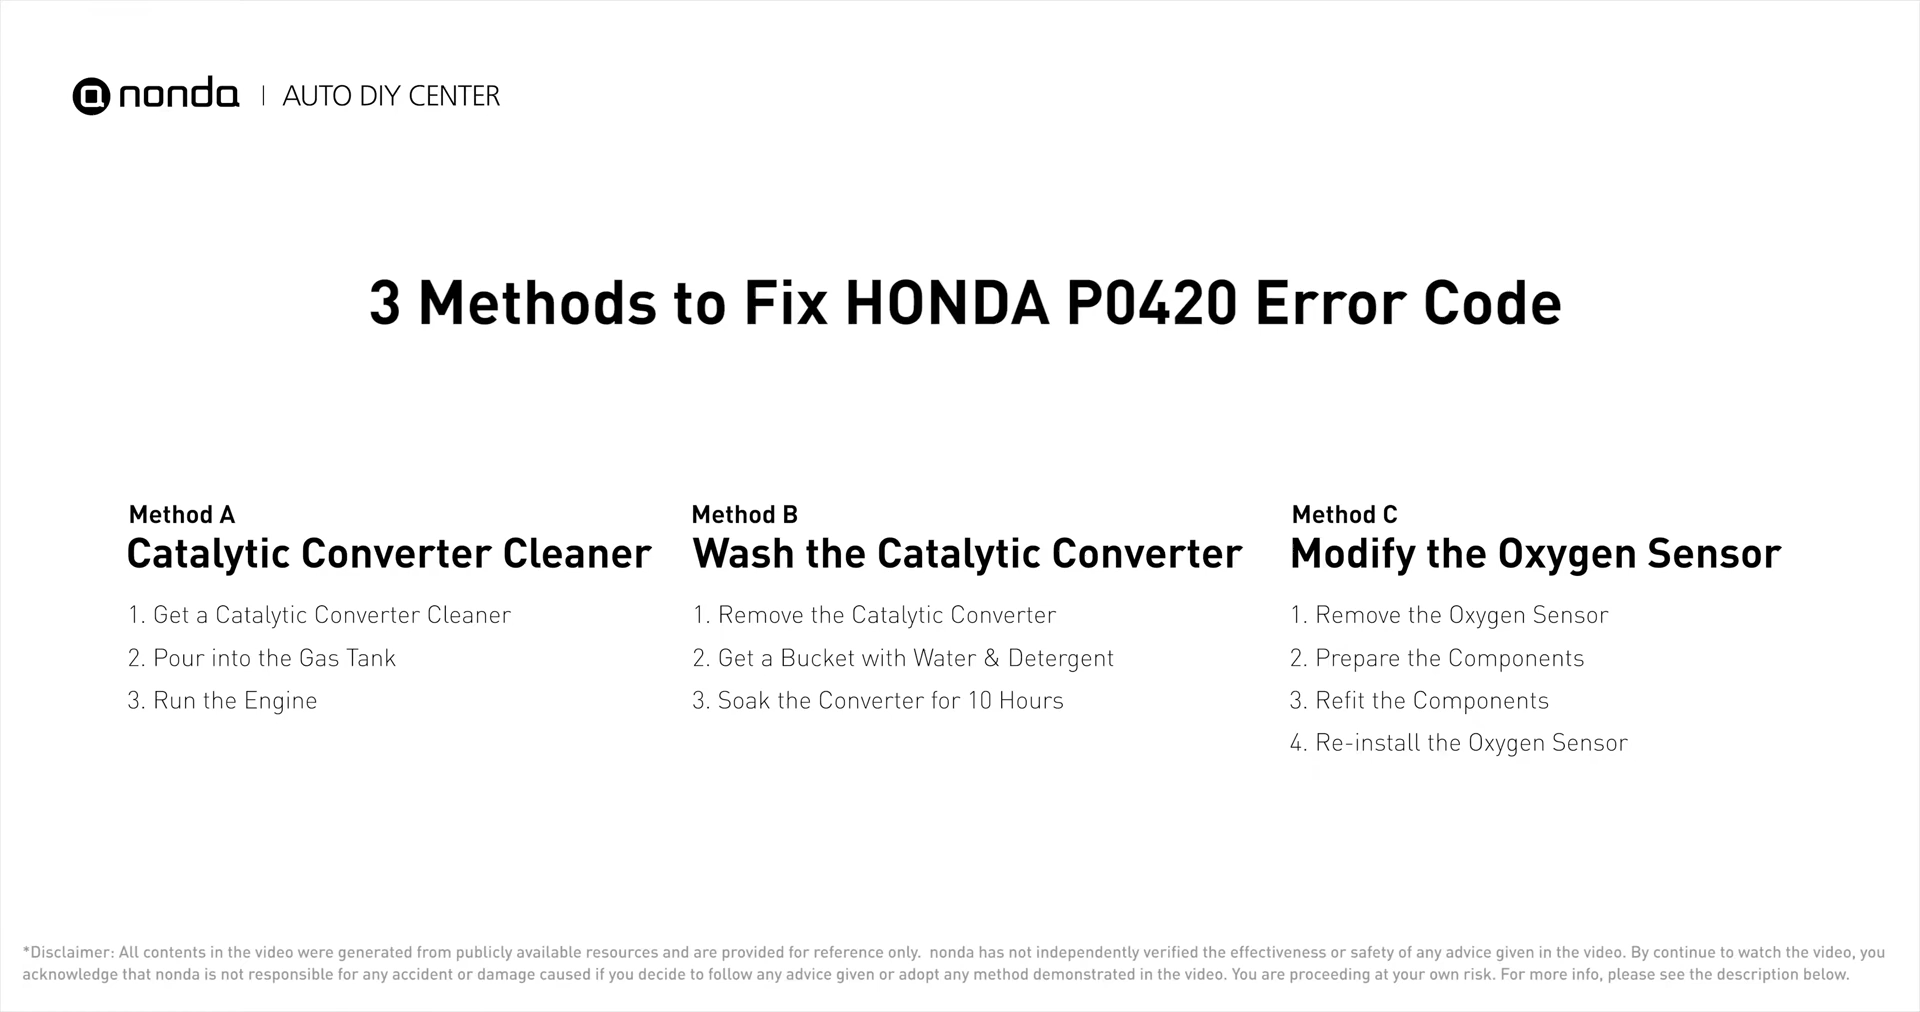 nonda | AUTO DIY CENTER
3 Methods to Fix HONDA P0420 Error Code
Method A
Catalytic Converter Cleaner
1. Get a Catalytic Converter Cleaner
2. Pour into the Gas Tank
3. Run the Engine
Method B
Wash the Catalytic Converter
1. Remove the Catalytic Converter
2. Get a Bucket with Water & Detergent
3. Soak the Converter for 10 Hours
Method C
Modify the Oxygen Sensor
1. Remove the Oxygen Sensor
2. Prepare the Components
3. Refit the Components
4. Re-install the Oxygen Sensor
*Disclaimer: All contents in the video were generated from publicly available resources and are provided for reference only. nonda has not independently verified the effectiveness or safety of any advice given in the video. By continue to watch the video, you
acknowledge that nonda is not responsible for any accident or damage caused if you decide to follow any advice given or adopt any method demonstrated in the video. You are proceeding at your own risk. For more info, please see the description below.